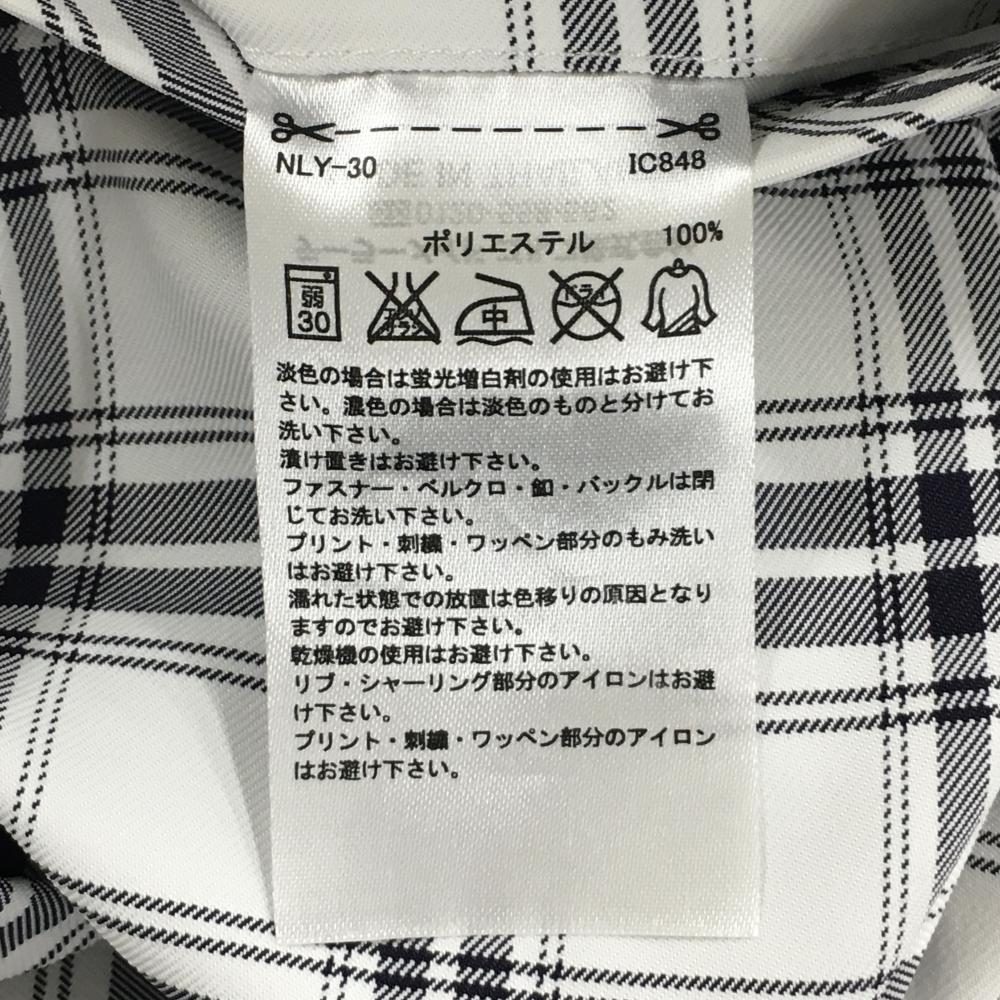 NLY-30 IC848
ポリエステル 100%
弱 30 エンソ サラシ 中 ドライ
淡色の場合は蛍光増白剤の使用はお避け下
さい。濃色の場合は淡色のものと分けてお
洗い下さい。
漬け置きはお避け下さい。
ファスナー・ベルクロ・釦・バックルは閉
じてお洗い下さい。
プリント・刺繍・ワッペン部分のもみ洗い
はお避け下さい。
濡れた状態での放置は色移りの原因となり
ますのでお避け下さい。
乾燥機の使用はお避け下さい。
リブ・シャーリング部分のアイロンはお避
け下さい。
プリント・刺繍・ワッペン部分のアイロン
はお避け下さい。